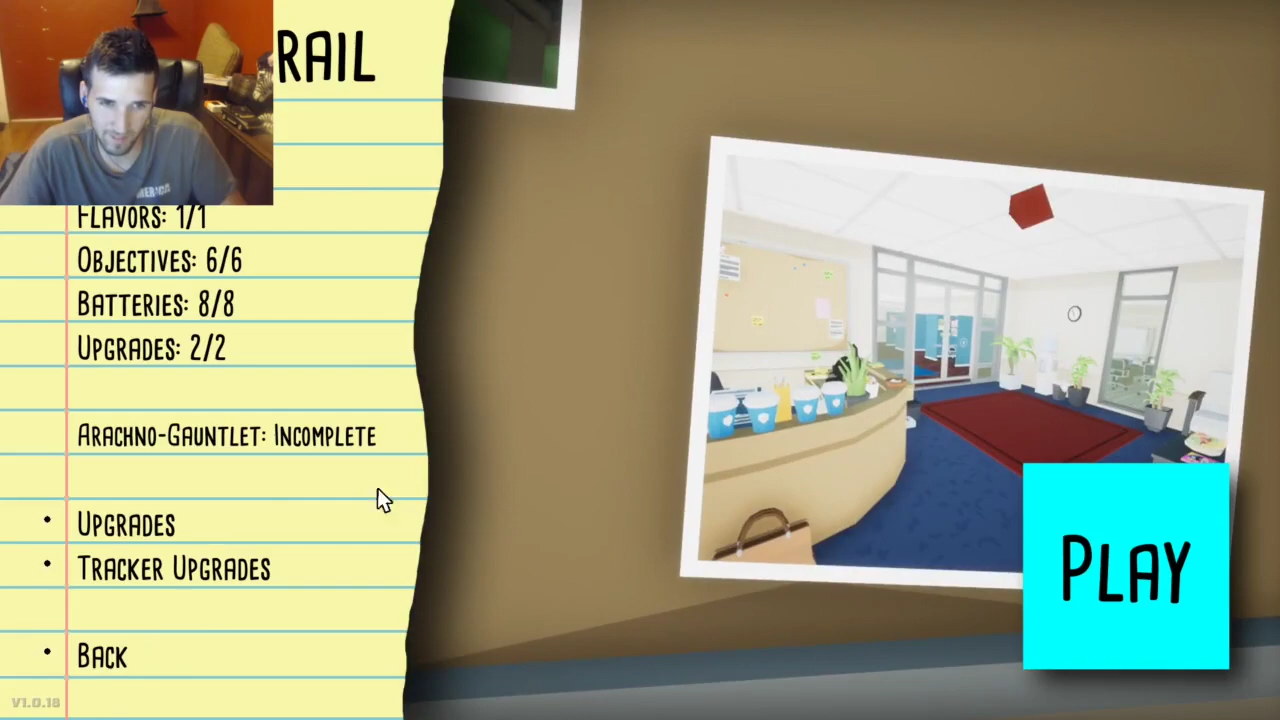 RAIL
FLAVORS: 1/1
OBJECTIVES: 6/6
BATTERIES: 8/8
UPGRADES: 2/2
ARACHNO-GAUNTLET: INCOMPLETE
• UPGRADES
• TRACKER UPGRADES
• BACK
PLAY
V1.0.18